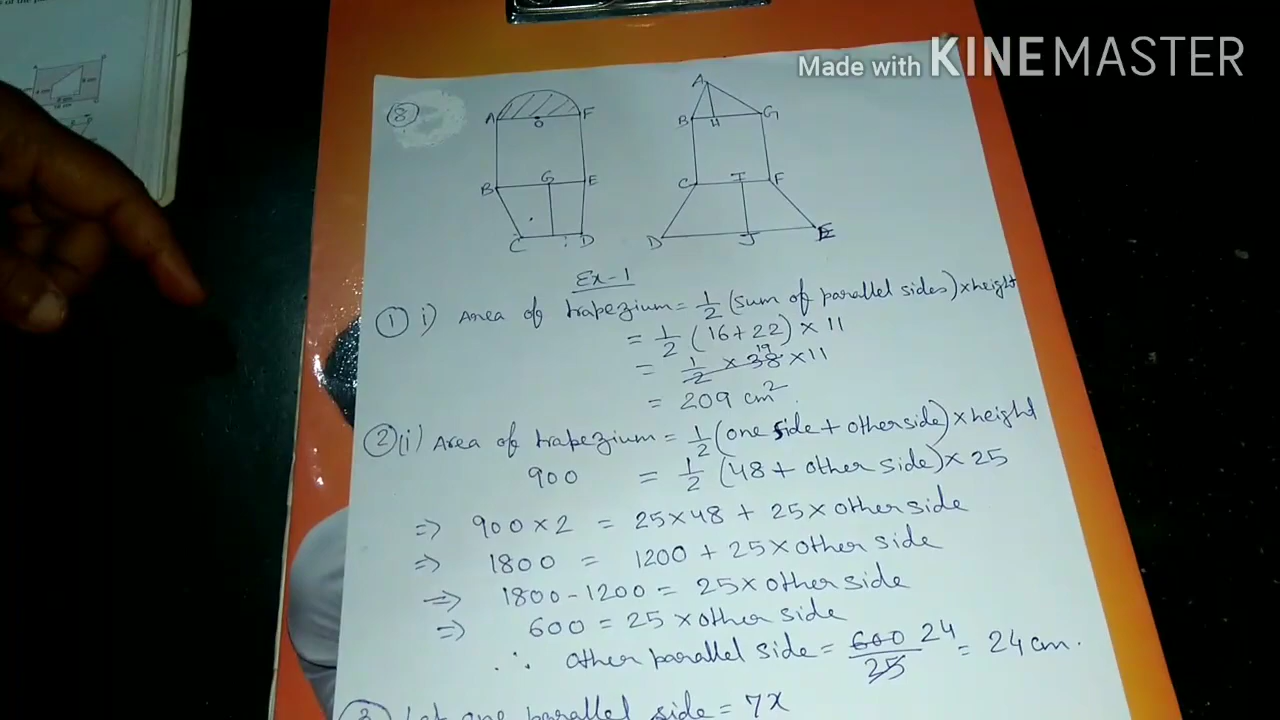 Made with KINEMASTER
8
A F
O
B G E
C D
A
B H G
C I F
D J E
Ex-1
1 i) Area of trapezium = 1/2 (sum of parallel sides) × height
= 1/2 (16 + 22) × 11
= 1/2 × 38 19 × 11
= 209 cm²
2 (i) Area of trapezium = 1/2 (one side + other side) × height
900 = 1/2 (48 + other side) × 25
=> 900 × 2 = 25 × 48 + 25 × other side
=> 1800 = 1200 + 25 × other side
=> 1800 - 1200 = 25 × other side
=> 600 = 25 × other side
∴ other parallel side = 600/25 24 = 24 cm.
3 Let one parallel side = 7x